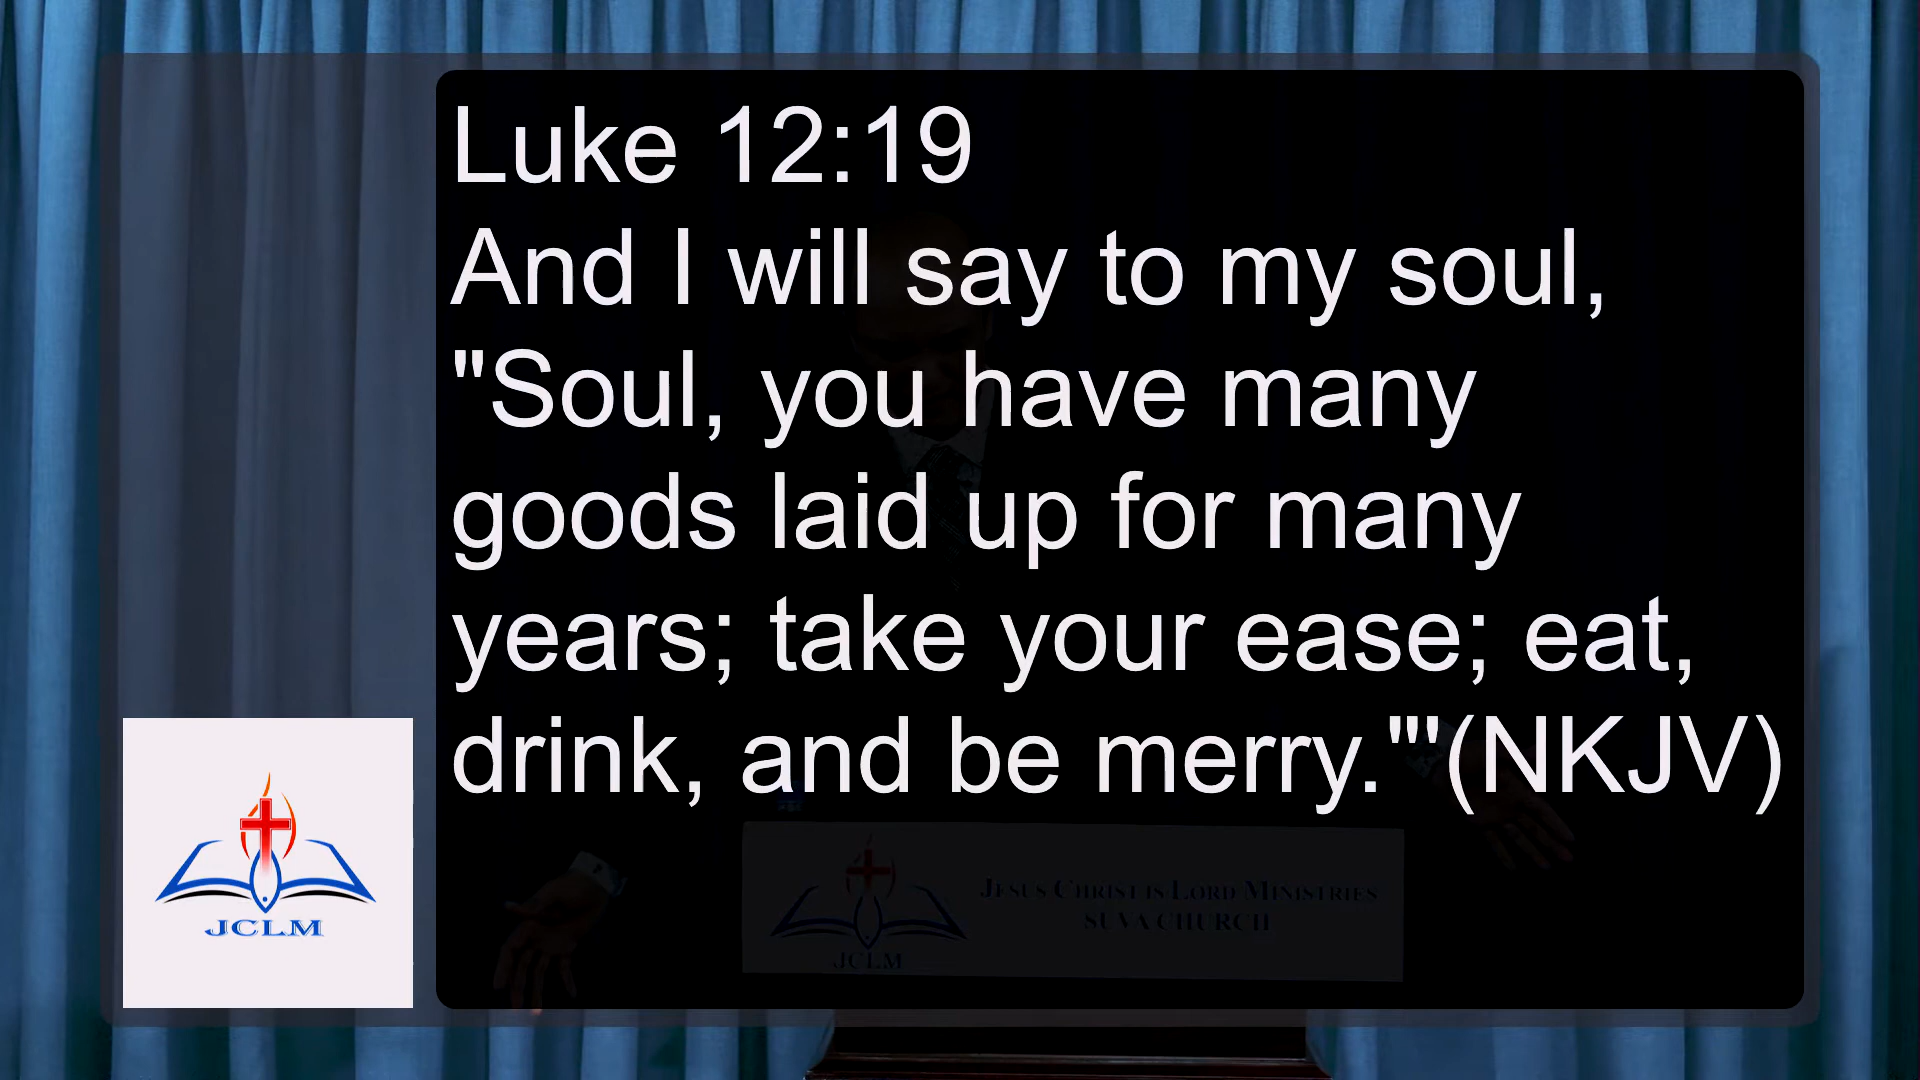 Luke 12:19
And I will say to my soul,
"Soul, you have many
goods laid up for many
years; take your ease; eat,
drink, and be merry."'(NKJV)
JCLM
JESUS CHRIST IS LORD MINISTRIES
SUVA CHURCH
JCLM